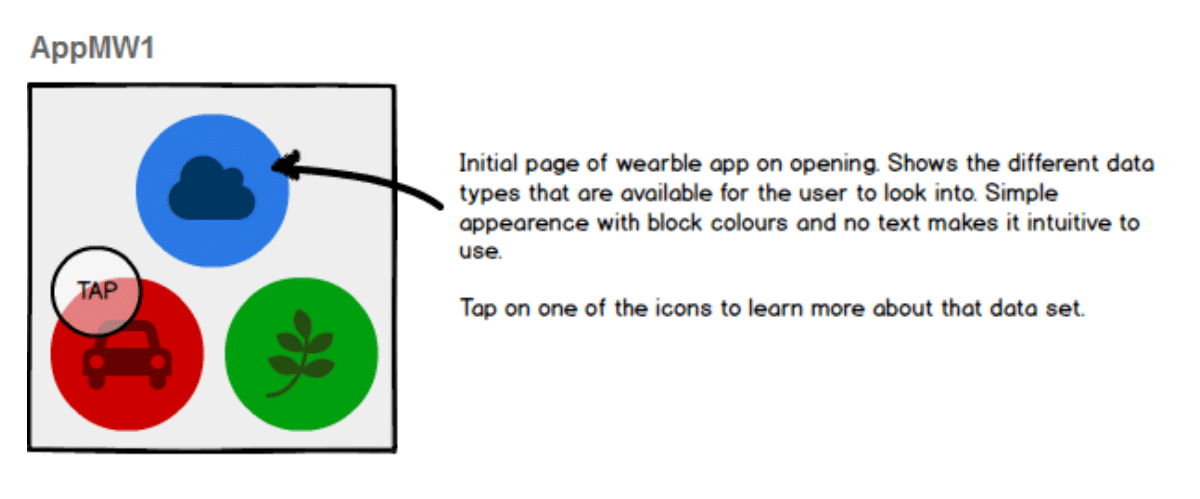 AppMW1
Initial page of wearble app on opening. Shows the different data
types that are available for the user to look into. Simple
appearence with block colours and no text makes it intuitive to
use.
TAP
Tap on one of the icons to learn more about that data set.